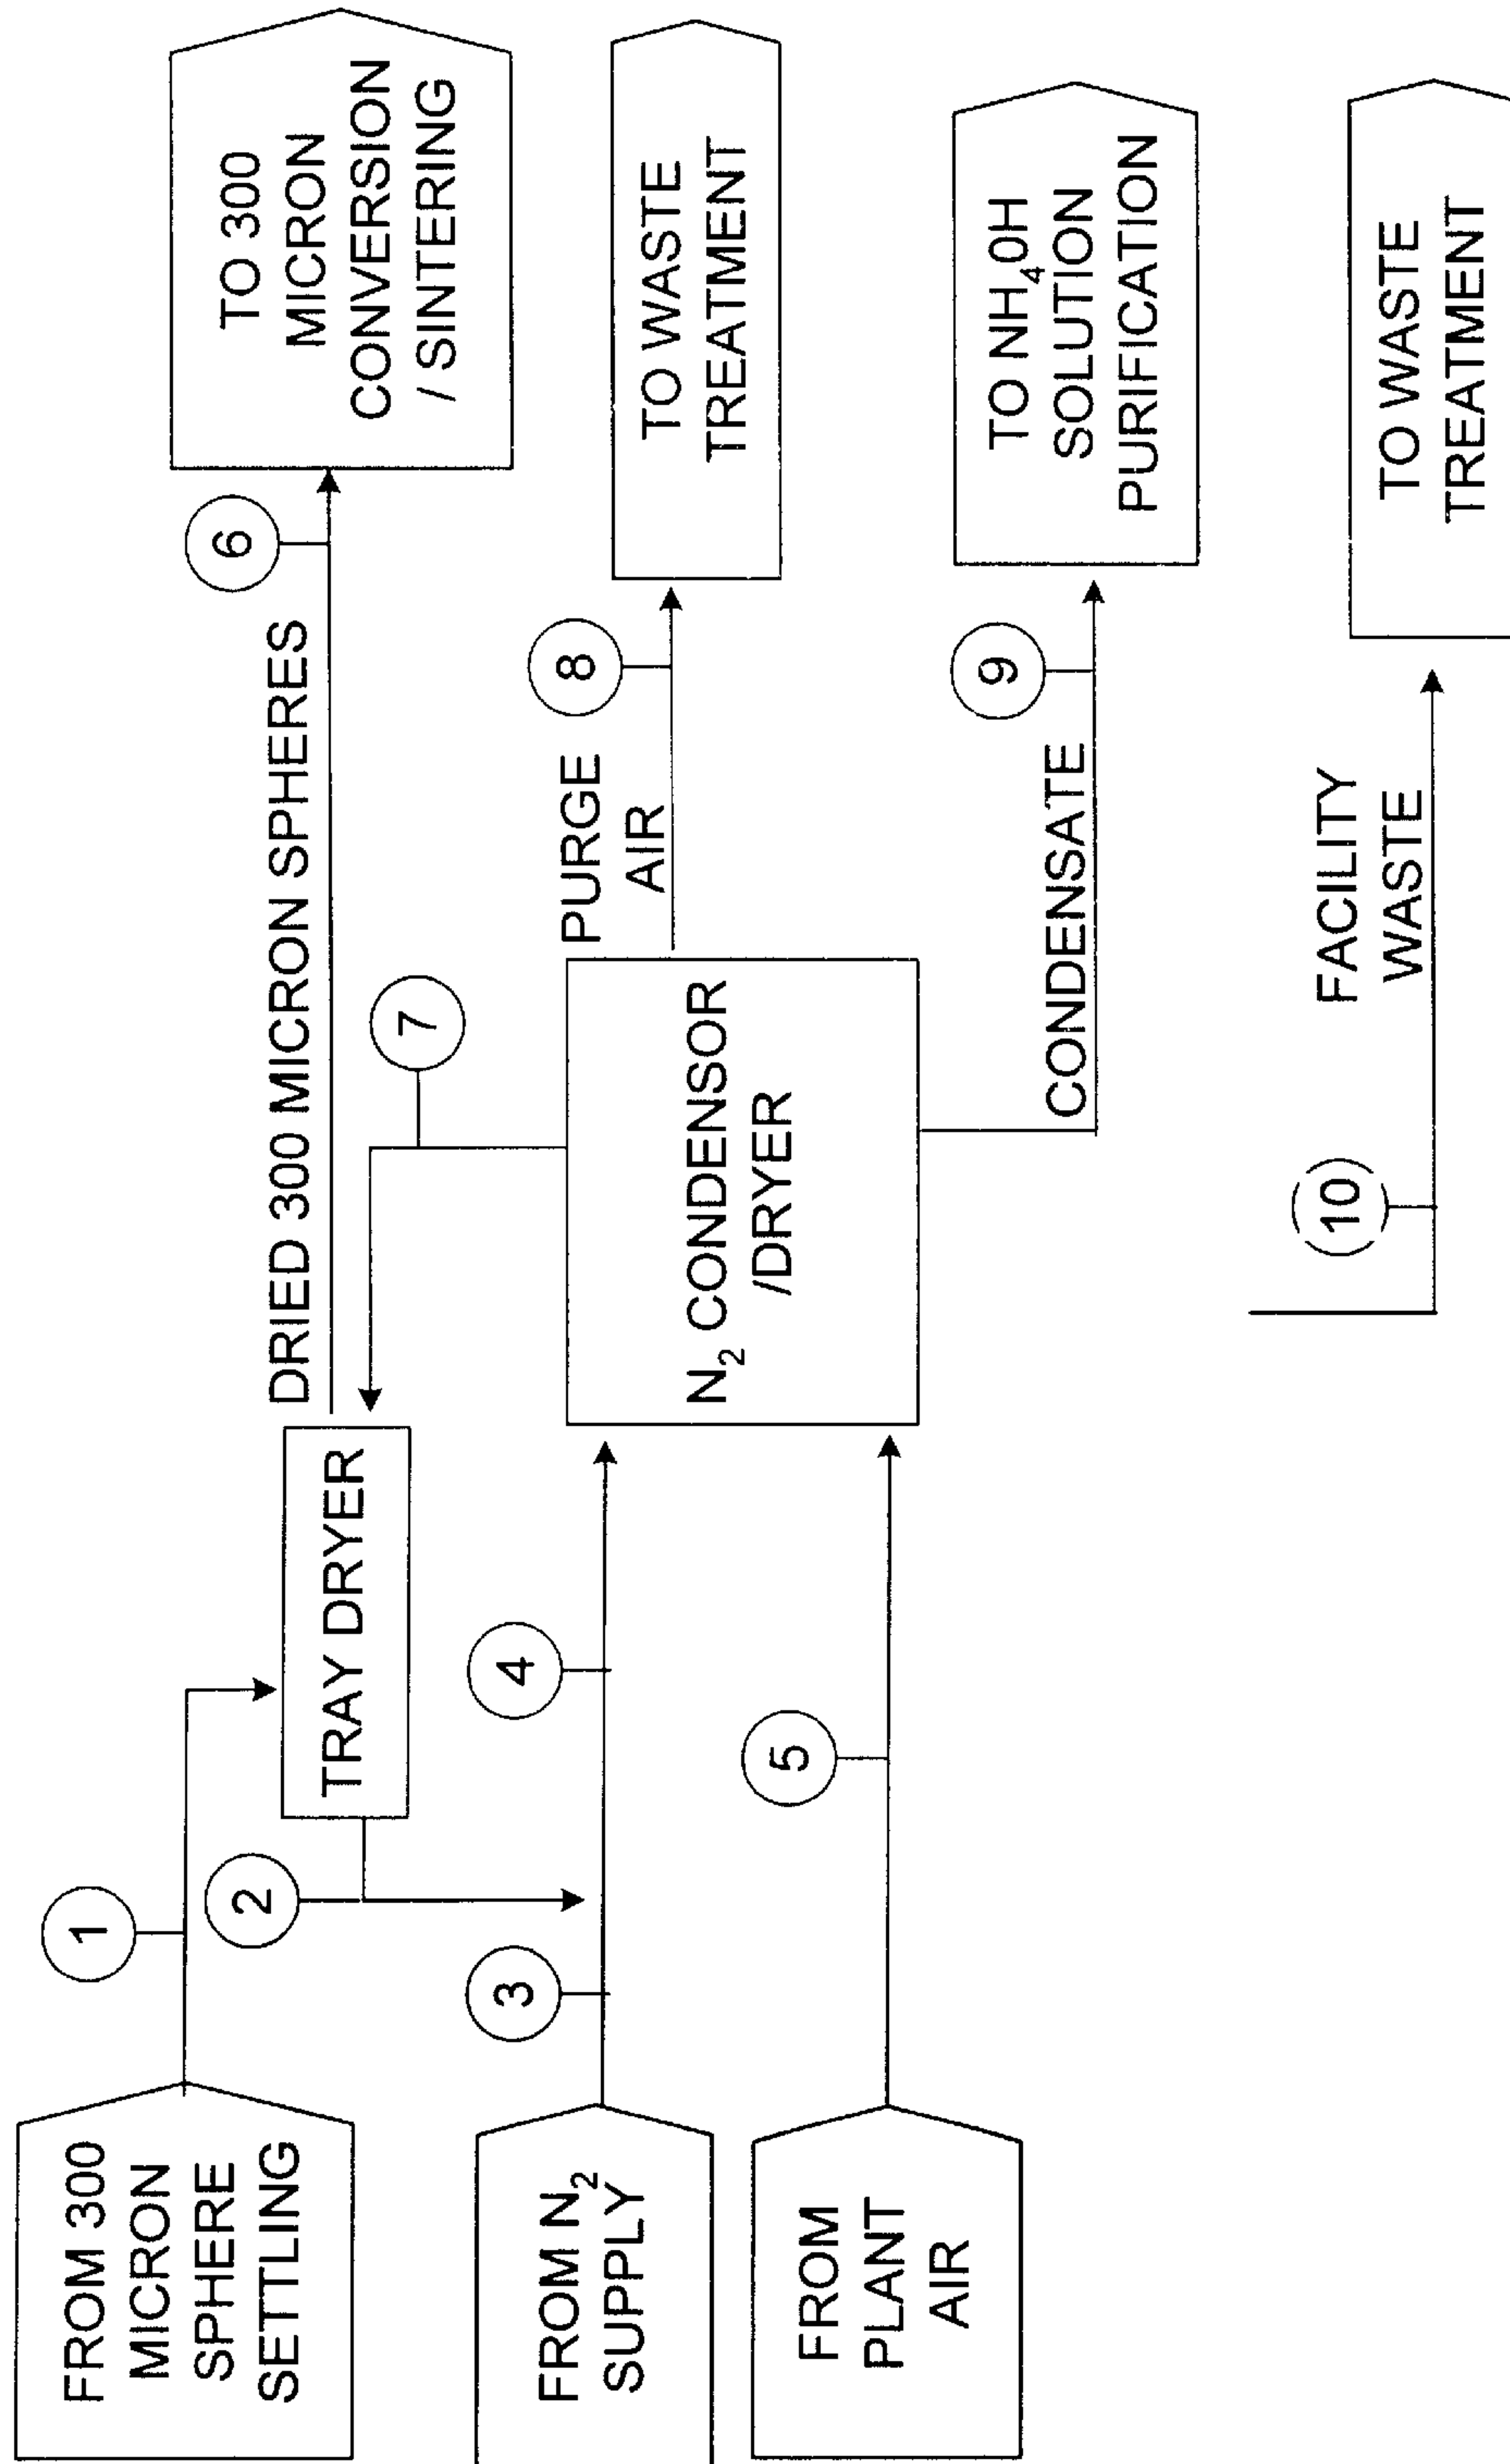 FROM 300
MICRON
SPHERE
SETTLING
1
2
TRAY DRYER
DRIED 300 MICRON SPHERES
6
TO 300
MICRON
CONVERSION
/ SINTERING
7
FROM N₂
SUPPLY
3
4
N₂ CONDENSOR
/DRYER
PURGE
AIR
8
TO WASTE
TREATMENT
FROM
PLANT
AIR
5
CONDENSATE
9
TO NH₄0H
SOLUTION
PURIFICATION
10
FACILITY
WASTE
TO WASTE
TREATMENT